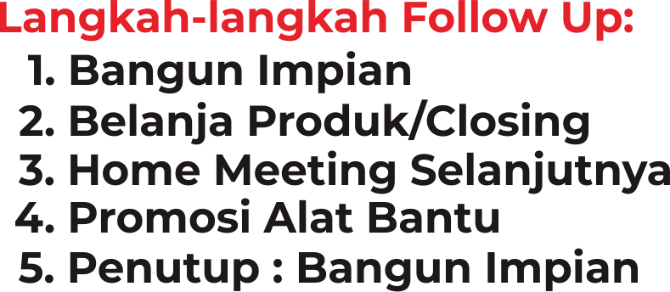 Langkah-langkah Follow Up:
1. Bangun Impian
2. Belanja Produk/Closing
3. Home Meeting Selanjutnya
4. Promosi Alat Bantu
5. Penutup : Bangun Impian